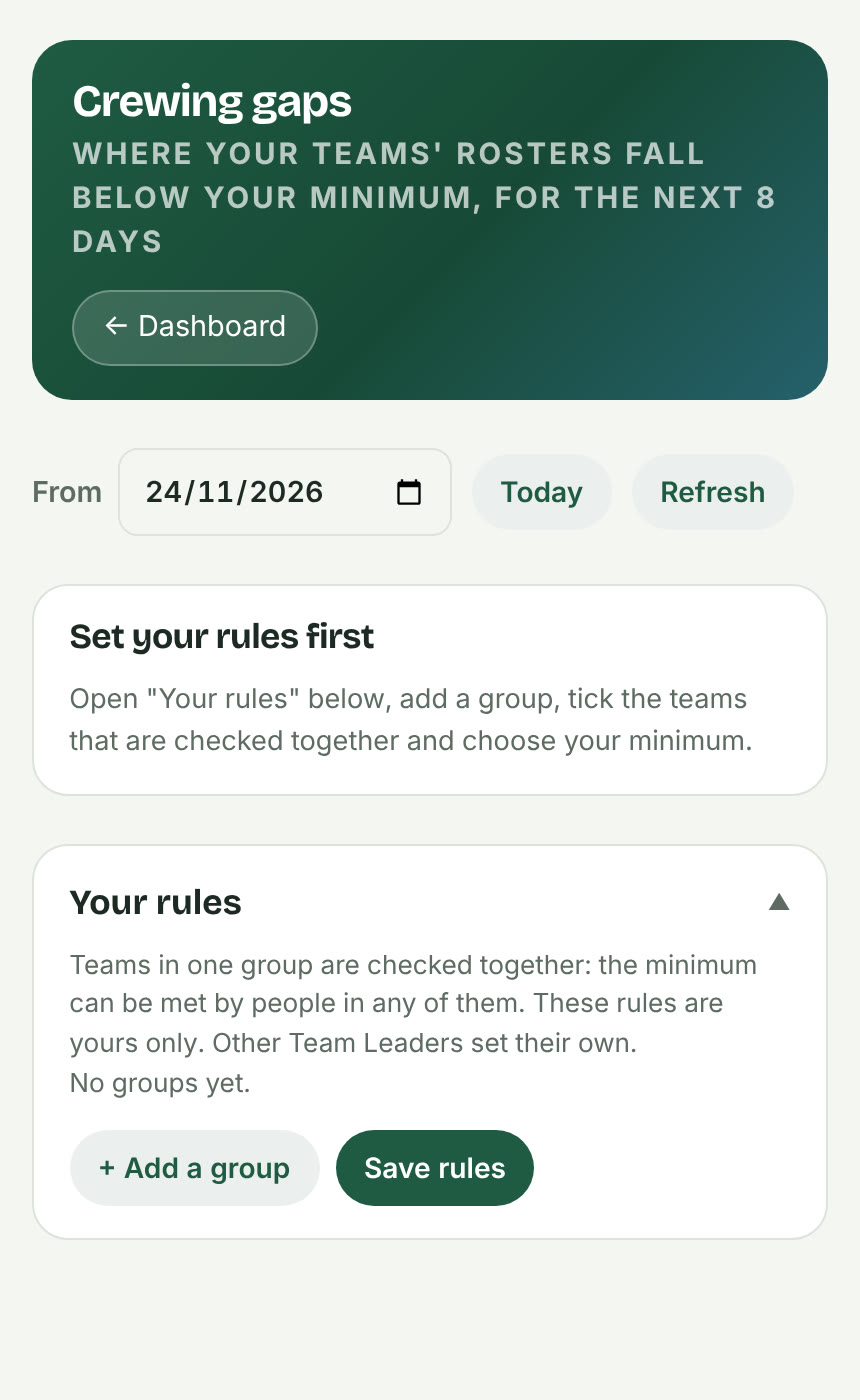 Crewing gaps
WHERE YOUR TEAMS' ROSTERS FALL
BELOW YOUR MINIMUM, FOR THE NEXT 8
DAYS
← Dashboard
From 24/11/2026 Today Refresh
Set your rules first
Open "Your rules" below, add a group, tick the teams
that are checked together and choose your minimum.
Your rules ▲
Teams in one group are checked together: the minimum
can be met by people in any of them. These rules are
yours only. Other Team Leaders set their own.
No groups yet.
+ Add a group Save rules